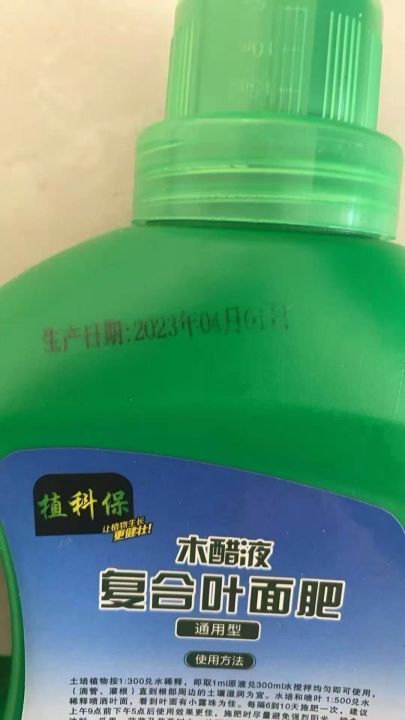 生产日期:2023年04月01日
植科保
让植物生长
更健壮!
木醋液
复合叶面肥
通用型
使用方法
土培植物按1:300兑水稀释，即取1ml原液兑300ml水搅拌均匀即可使用，
（滴管、灌根）直到根部周边的土壤湿润为宜。水培和喷叶1:500兑水
稀释喷洒叶面，看到叶面有小露珠为佳。每隔6到10天施肥一次，建议
上午9点前下午5点后使用效果更佳，施肥时尽量避免强烈阳光